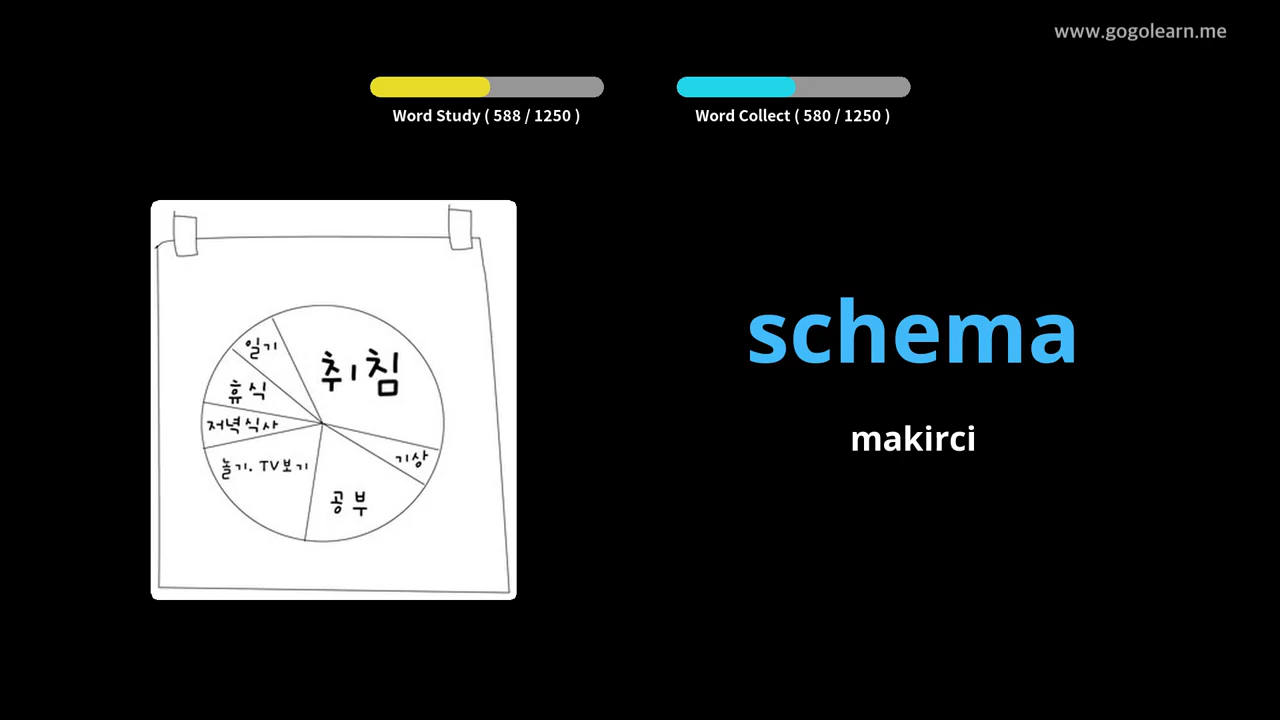 www.gogolearn.me
Word Study ( 588 / 1250 )
Word Collect ( 580 / 1250 )
일기
취침
휴식
저녁식사
기상
놀기. TV보기
공부
schema
makirci